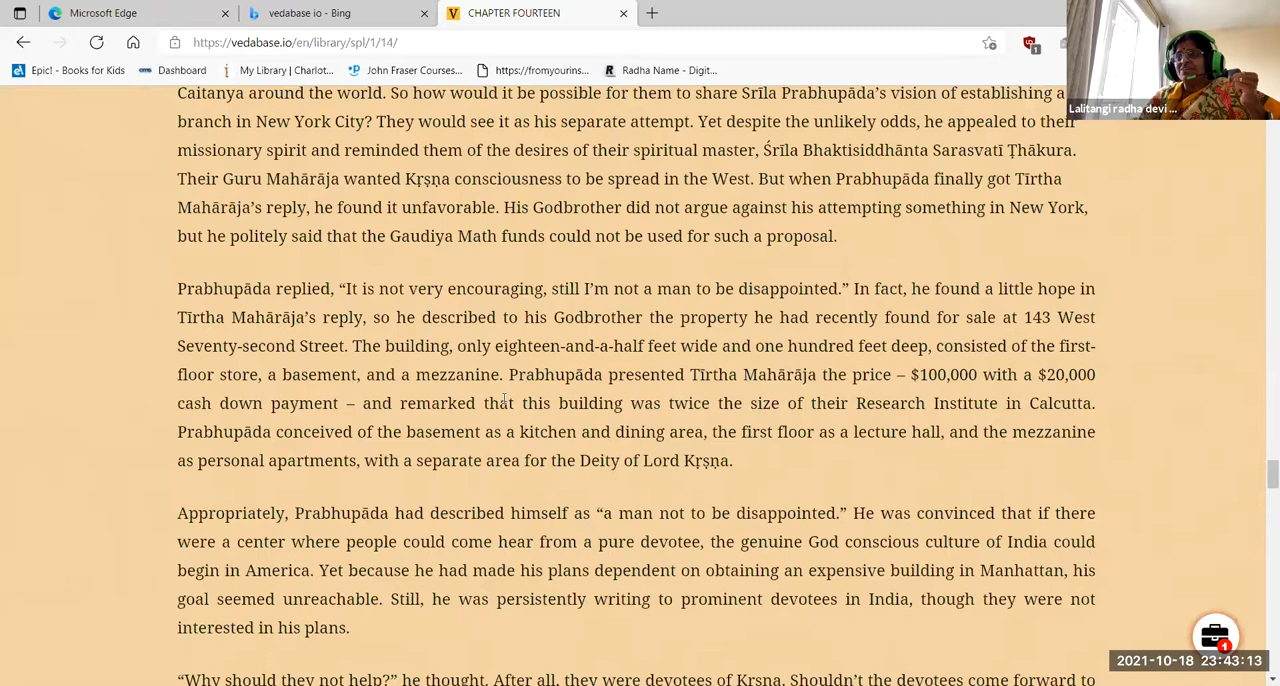 Microsoft Edge
vedabase io - Bing
CHAPTER FOURTEEN
https://vedabase.io/en/library/spl/1/14/
Epic! - Books for Kids
Dashboard
My Library | Charlot...
John Fraser Courses...
https://fromyourins...
Radha Name - Digit...
Lalitangi radha devi ...
Caitanya around the world. So how would it be possible for them to share Srīla Prabhupāda’s vision of establishing a
branch in New York City? They would see it as his separate attempt. Yet despite the unlikely odds, he appealed to their
missionary spirit and reminded them of the desires of their spiritual master, Śrīla Bhaktisiddhānta Sarasvatī Ṭhākura.
Their Guru Mahārāja wanted Kṛṣṇa consciousness to be spread in the West. But when Prabhupāda finally got Tīrtha
Mahārāja’s reply, he found it unfavorable. His Godbrother did not argue against his attempting something in New York,
but he politely said that the Gaudiya Math funds could not be used for such a proposal.
Prabhupāda replied, “It is not very encouraging, still I’m not a man to be disappointed.” In fact, he found a little hope in
Tīrtha Mahārāja’s reply, so he described to his Godbrother the property he had recently found for sale at 143 West
Seventy-second Street. The building, only eighteen-and-a-half feet wide and one hundred feet deep, consisted of the first-
floor store, a basement, and a mezzanine. Prabhupāda presented Tīrtha Mahārāja the price – $100,000 with a $20,000
cash down payment – and remarked that this building was twice the size of their Research Institute in Calcutta.
Prabhupāda conceived of the basement as a kitchen and dining area, the first floor as a lecture hall, and the mezzanine
as personal apartments, with a separate area for the Deity of Lord Kṛṣṇa.
Appropriately, Prabhupāda had described himself as “a man not to be disappointed.” He was convinced that if there
were a center where people could come hear from a pure devotee, the genuine God conscious culture of India could
begin in America. Yet because he had made his plans dependent on obtaining an expensive building in Manhattan, his
goal seemed unreachable. Still, he was persistently writing to prominent devotees in India, though they were not
interested in his plans.
“Why should they not help?” he thought. After all, they were devotees of Kṛṣṇa. Shouldn’t the devotees come forward to
1
1
2021-10-18 23:43:13